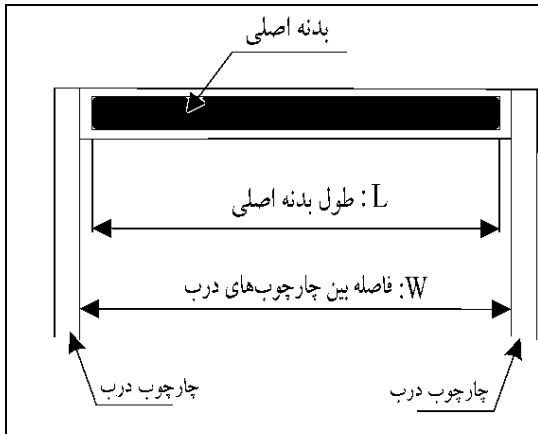 بدنه اصلی
L: طول بدنه اصلی
W: فاصله بین چارچوب‌های درب
چارچوب درب
چارچوب درب